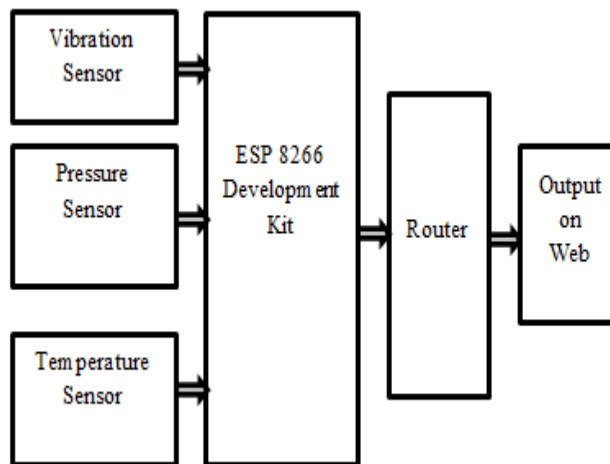 Vibration
Sensor
Pressure
Sensor
Temperature
Sensor
ESP 8266
Development
Kit
Router
Output
on
Web